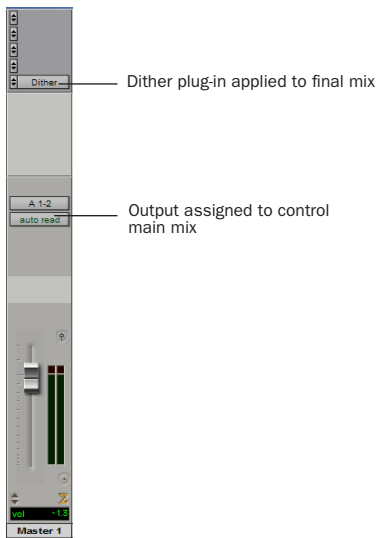 Dither
Dither plug-in applied to final mix
A 1-2
auto read
Output assigned to control
main mix
vol -1.3
Master 1